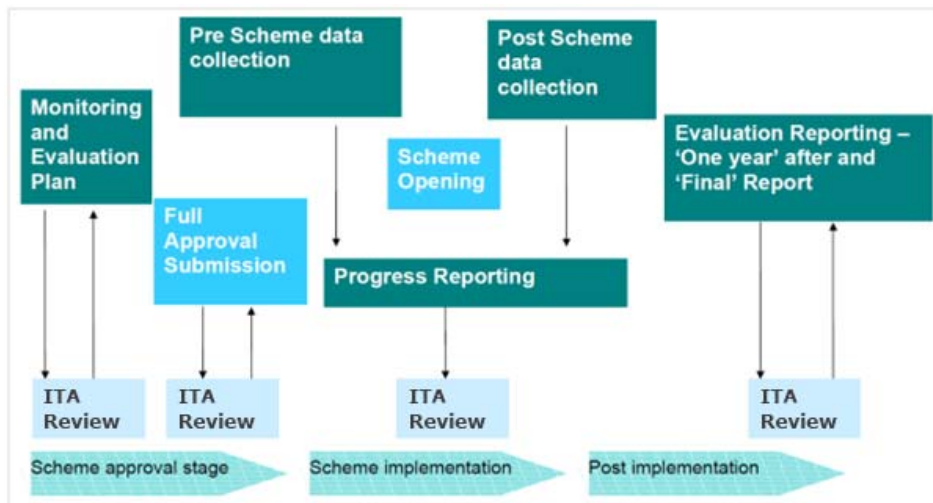 Pre Scheme data
collection
Post Scheme
data
collection
Monitoring
and
Evaluation
Plan
Evaluation Reporting –
‘One year’ after and
‘Final’ Report
Scheme
Opening
Full
Approval
Submission
Progress Reporting
ITA
Review
ITA
Review
ITA
Review
ITA
Review
Scheme approval stage
Scheme implementation
Post implementation